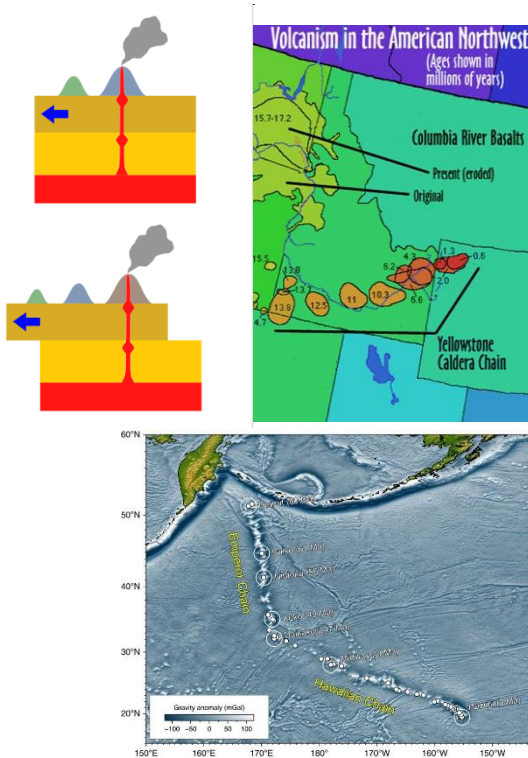 Volcanism in the American Northwest
(Ages shown in
millions of years)
15.7-17.2
Columbia River Basalts
Present (eroded)
Original
15.5
13.8
13.8
12.5
11
10.3
6.2
4.3
6.6
2.0
1.3
0.6
4.7
Yellowstone
Caldera Chain
60°N
50°N
40°N
30°N
20°N
Emperor Chain
Hawaiian Chain
Gravity anomaly (mGal)
−100 −50 0 50 100
150°E 160°E 170°E 180° 170°W 160°W 150°W